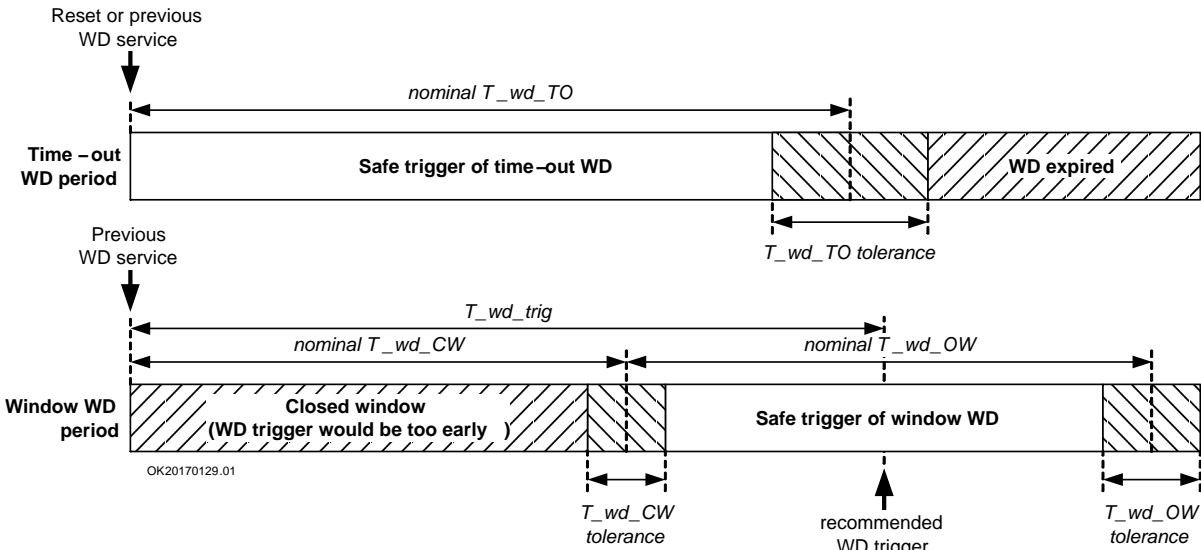 Reset or previous
WD service
nominal T_wd_TO
Time-out
WD period
Safe trigger of time-out WD
WD expired
T_wd_TO tolerance
Previous
WD service
T_wd_trig
nominal T_wd_CW
nominal T_wd_OW
Window WD
period
Closed window
(WD trigger would be too early )
Safe trigger of window WD
OK20170129.01
T_wd_CW
tolerance
recommended
WD trigger
T_wd_OW
tolerance